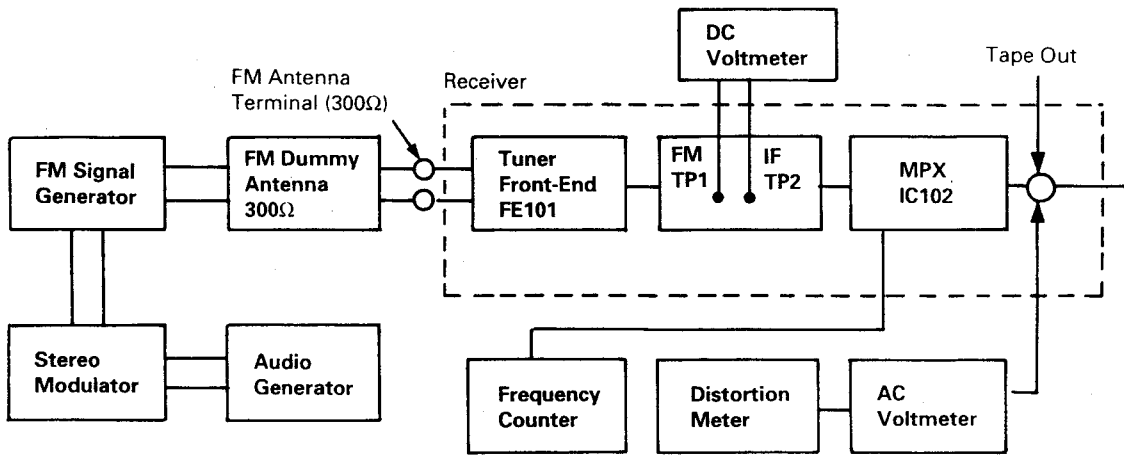 DC
Voltmeter
Tape Out
FM Antenna
Terminal (300Ω)
Receiver
FM Signal
Generator
FM Dummy
Antenna
300Ω
Tuner
Front-End
FE101
FM
TP1
IF
TP2
MPX
IC102
Stereo
Modulator
Audio
Generator
Frequency
Counter
Distortion
Meter
AC
Voltmeter